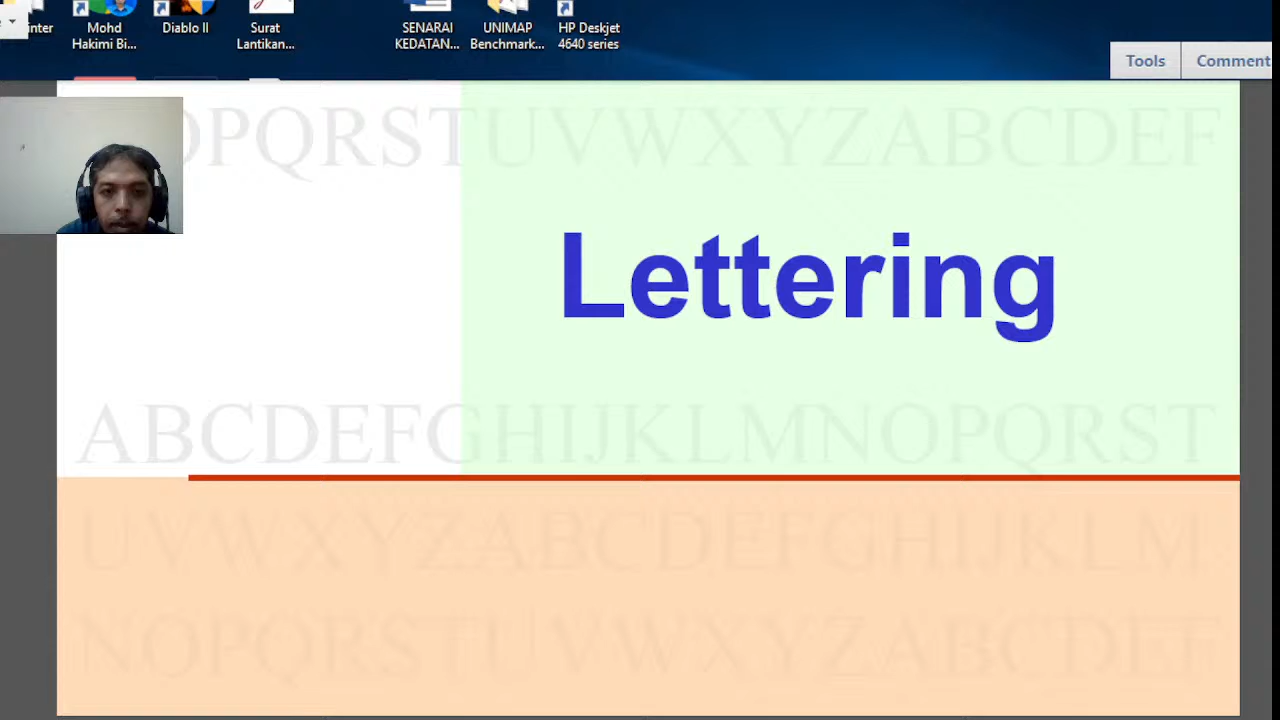 inter
Mohd
Hakimi Bi...
Diablo II
Surat
Lantikan...
SENARAI
KEDATAN...
UNIMAP
Benchmark...
HP Deskjet
4640 series
Tools
Comment
OPQRSTUVWXYZABCDEF
Lettering
ABCDEFGHIJKLMNOPQRST
UVWXYZABCDEFGHIJKLM
NOPQRSTUVWXYZABCDEF